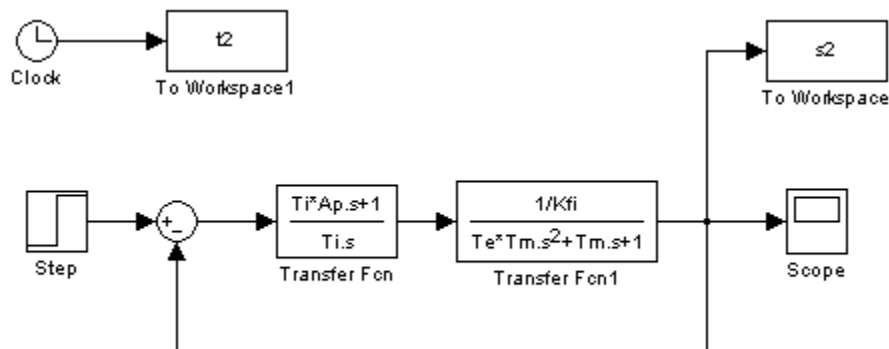 t2
s2
Clock
To Workspace1
To Workspace
Ti*Ap.s+1
Ti.s
1/Kfi
Te*Tm.s2+Tm.s+1
+
-
Step
Transfer Fcn
Transfer Fcn1
Scope